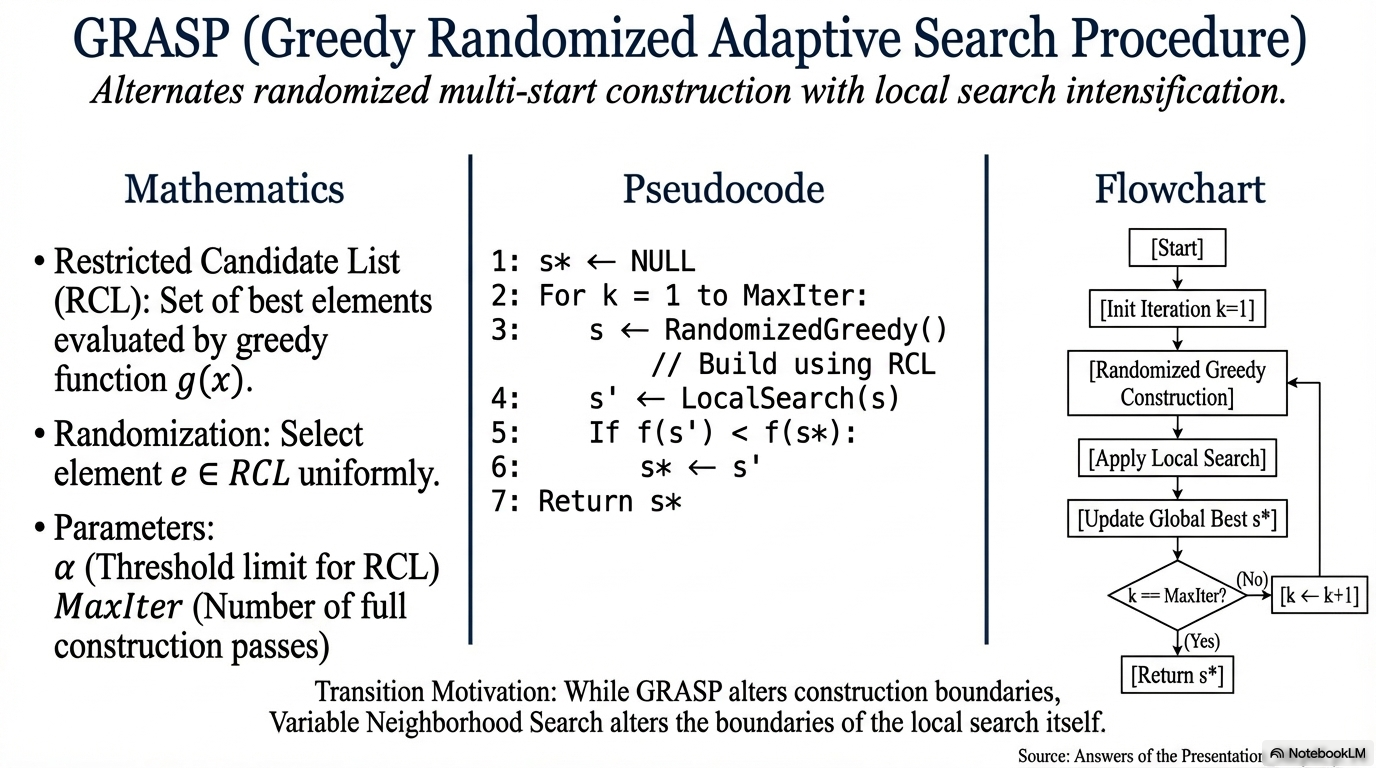 GRASP (Greedy Randomized Adaptive Search Procedure)
Alternates randomized multi-start construction with local search intensification.
Mathematics
• Restricted Candidate List
(RCL): Set of best elements
evaluated by greedy
function g(x).
• Randomization: Select
element e ∈ RCL uniformly.
• Parameters:
α (Threshold limit for RCL)
MaxIter (Number of full
construction passes)
Pseudocode
1: s* ← NULL
2: For k = 1 to MaxIter:
3:    s ← RandomizedGreedy()
// Build using RCL
4:    s' ← LocalSearch(s)
5:    If f(s') < f(s*):
6:       s* ← s'
7: Return s*
Flowchart
[Start]
[Init Iteration k=1]
[Randomized Greedy
Construction]
[Apply Local Search]
[Update Global Best s*]
k == MaxIter?
(No)
[k ← k+1]
(Yes)
[Return s*]
Transition Motivation: While GRASP alters construction boundaries,
Variable Neighborhood Search alters the boundaries of the local search itself.
Source: Answers of the Presentation
NotebookLM